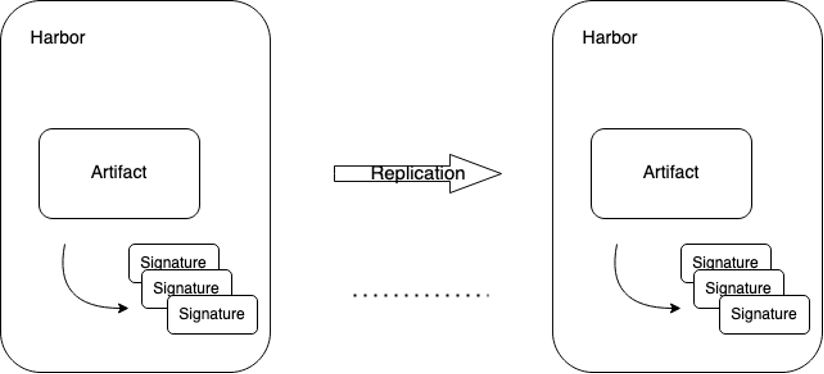 Harbor
Artifact
Signature
Signature
Signature
Replication
Harbor
Artifact
Signature
Signature
Signature